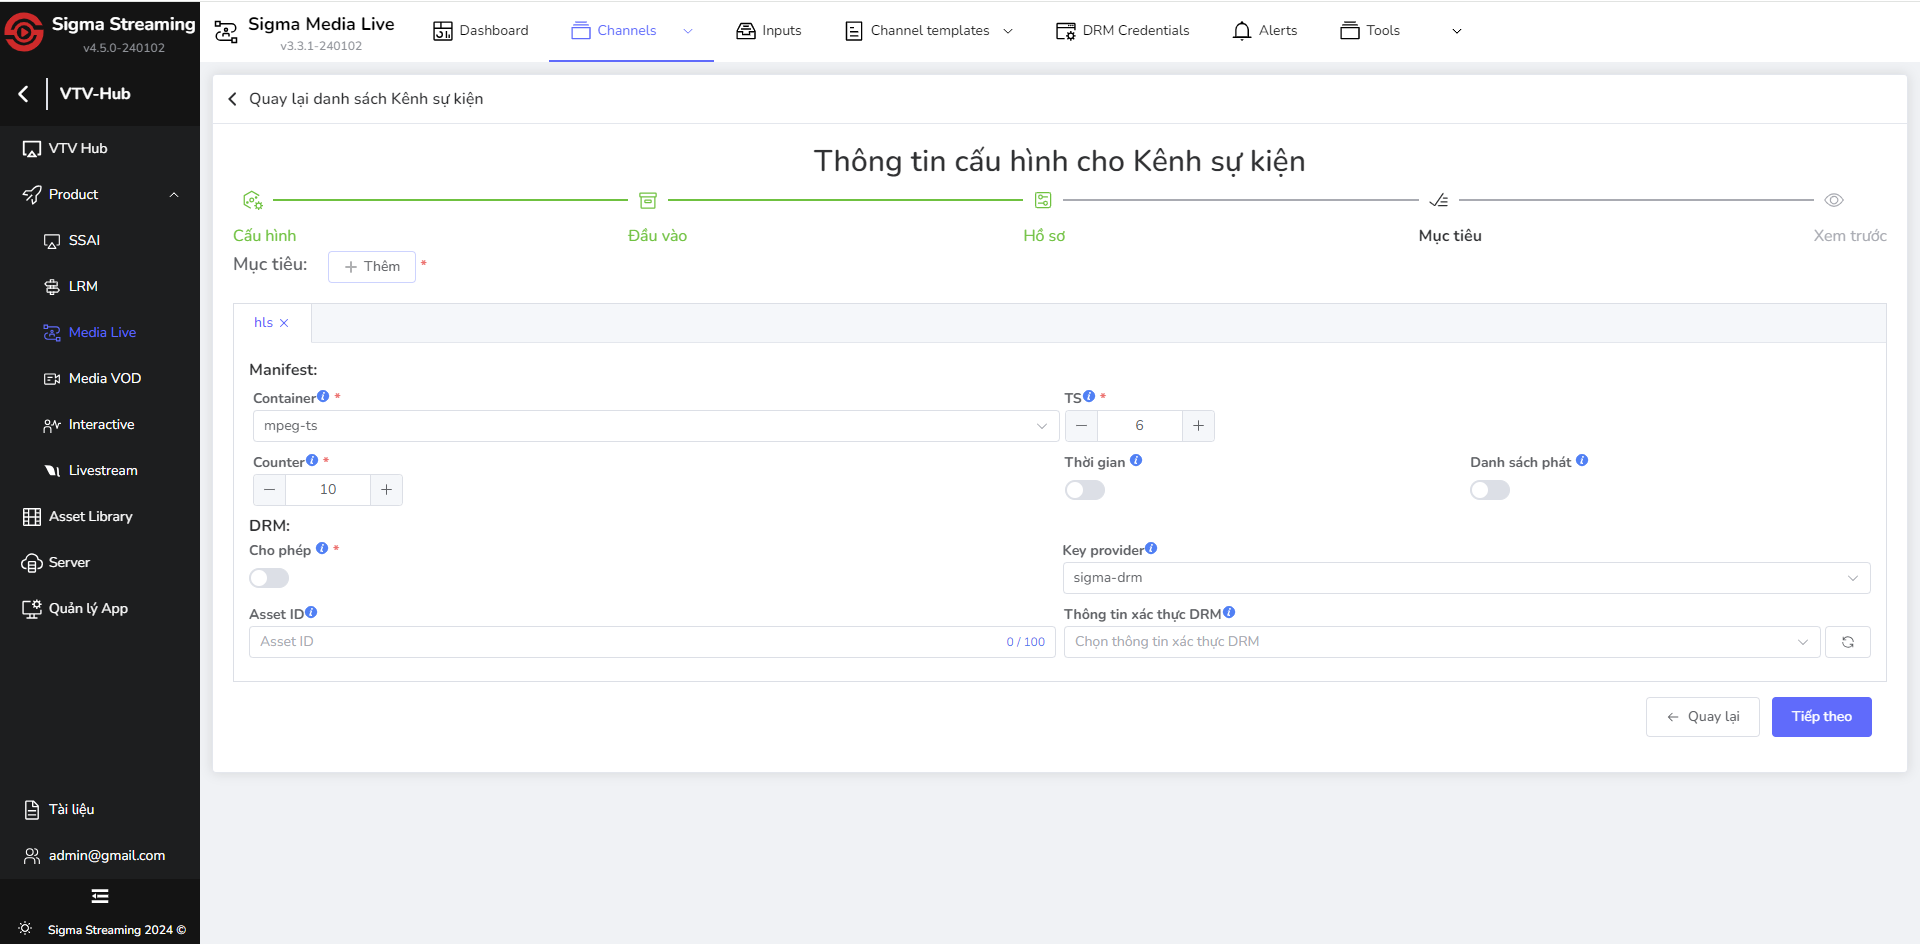 Sigma Streaming
v4.5.0-240102
VTV-Hub
VTV Hub
Product
SSAI
LRM
Media Live
Media VOD
Interactive
Livestream
Asset Library
Server
Quản lý App
Tài liệu
admin@gmail.com
Sigma Streaming 2024 ©
Sigma Media Live
v3.3.1-240102
Dashboard
Channels
Inputs
Channel templates
DRM Credentials
Alerts
Tools
Quay lại danh sách Kênh sự kiện
Thông tin cấu hình cho Kênh sự kiện
Cấu hình
Đầu vào
Hồ sơ
Mục tiêu
Xem trước
Mục tiêu:
+ Thêm *
hls ×
Manifest:
Container *
mpeg-ts
TS *
− 6 +
Counter *
− 10 +
Thời gian
Danh sách phát
DRM:
Cho phép *
Key provider
sigma-drm
Asset ID
Asset ID 0 / 100
Thông tin xác thực DRM
Chọn thông tin xác thực DRM
← Quay lại
Tiếp theo